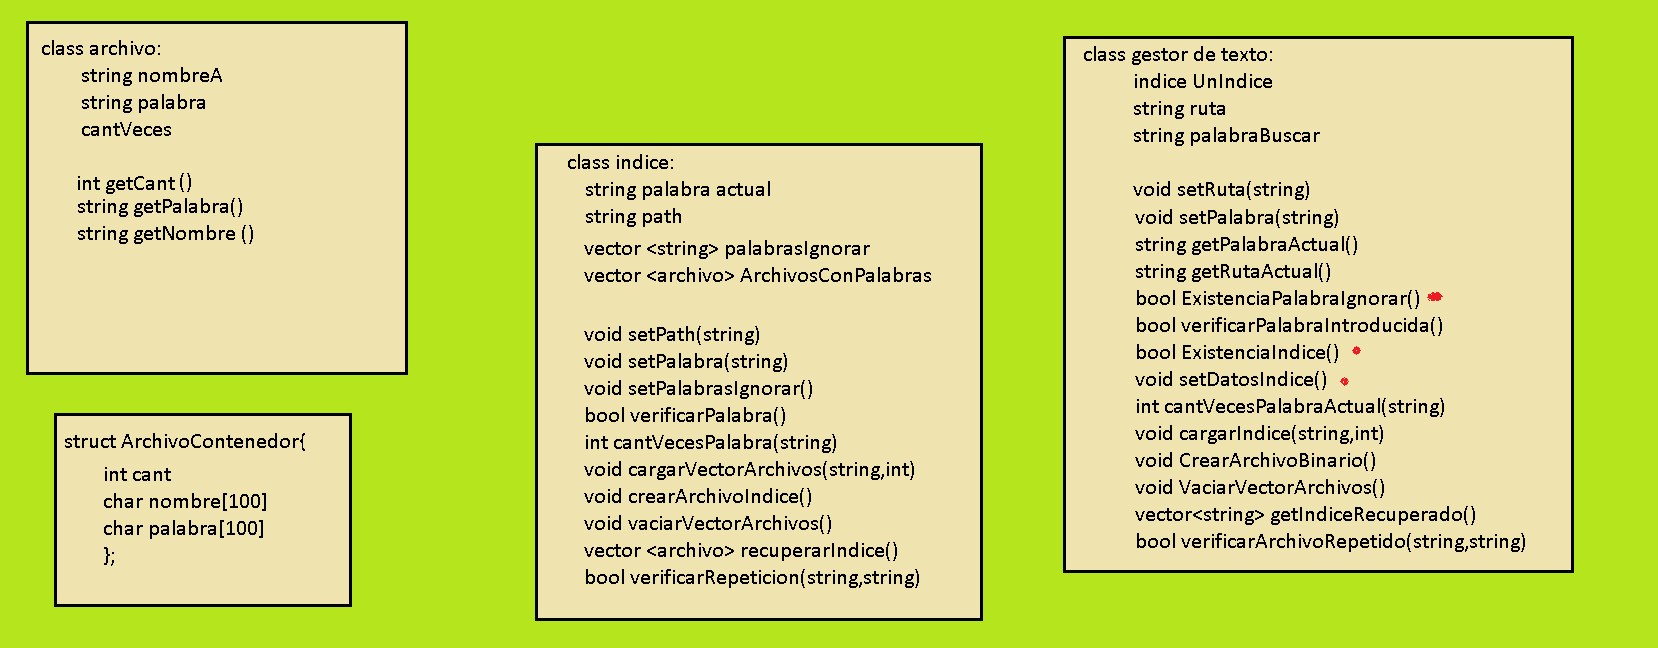 class archivo:
string nombreA
string palabra
cantVeces
int getCant ()
string getPalabra()
string getNombre ()
struct ArchivoContenedor{
int cant
char nombre[100]
char palabra[100]
};
class indice:
string palabra actual
string path
vector <string> palabrasIgnorar
vector <archivo> ArchivosConPalabras
void setPath(string)
void setPalabra(string)
void setPalabrasIgnorar()
bool verificarPalabra()
int cantVecesPalabra(string)
void cargarVectorArchivos(string,int)
void crearArchivoIndice()
void vaciarVectorArchivos()
vector <archivo> recuperarIndice()
bool verificarRepeticion(string,string)
class gestor de texto:
indice UnIndice
string ruta
string palabraBuscar
void setRuta(string)
void setPalabra(string)
string getPalabraActual()
string getRutaActual()
bool ExistenciaPalabraIgnorar()
bool verificarPalabraIntroducida()
bool ExistenciaIndice()
void setDatosIndice()
int cantVecesPalabraActual(string)
void cargarIndice(string,int)
void CrearArchivoBinario()
void VaciarVectorArchivos()
vector<string> getIndiceRecuperado()
bool verificarArchivoRepetido(string,string)